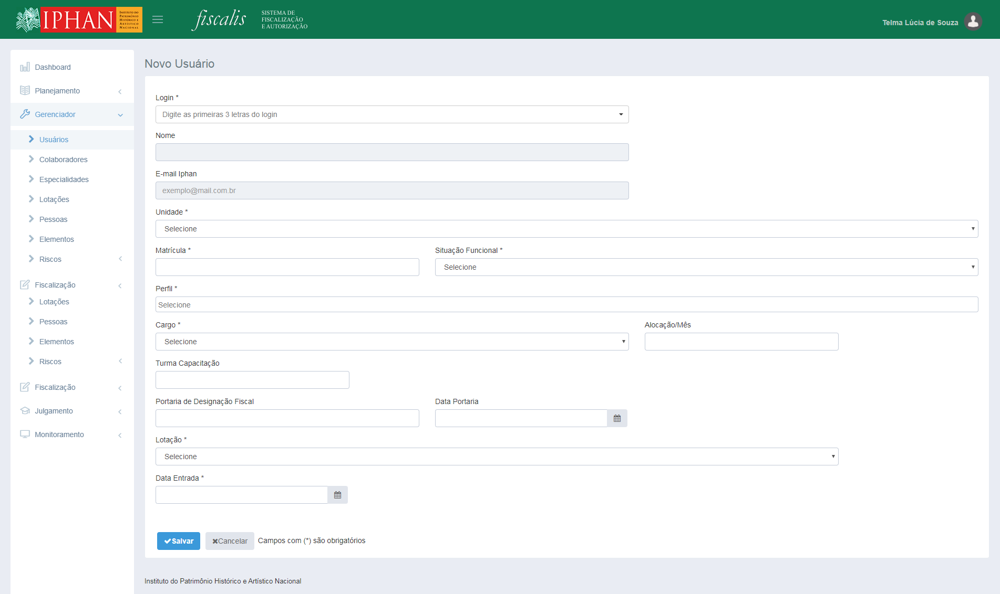 IPHAN
INSTITUTO DO
PATRIMÔNIO
HISTÓRICO E
ARTÍSTICO
NACIONAL
fiscalis
SISTEMA DE
FISCALIZAÇÃO
E AUTORIZAÇÃO
Telma Lúcia de Souza
Dashboard
Planejamento
Gerenciador
Usuários
Colaboradores
Especialidades
Lotações
Pessoas
Elementos
Riscos
Fiscalização
Lotações
Pessoas
Elementos
Riscos
Fiscalização
Julgamento
Monitoramento
Novo Usuário
Login *
Digite as primeiras 3 letras do login
Nome
E-mail Iphan
exemplo@mail.com.br
Unidade *
Selecione
Matrícula *
Situação Funcional *
Selecione
Perfil *
Selecione
Cargo *
Alocação/Mês
Selecione
Turma Capacitação
Portaria de Designação Fiscal
Data Portaria
Lotação *
Selecione
Data Entrada *
Salvar
Cancelar
Campos com (*) são obrigatórios
Instituto do Patrimônio Histórico e Artístico Nacional